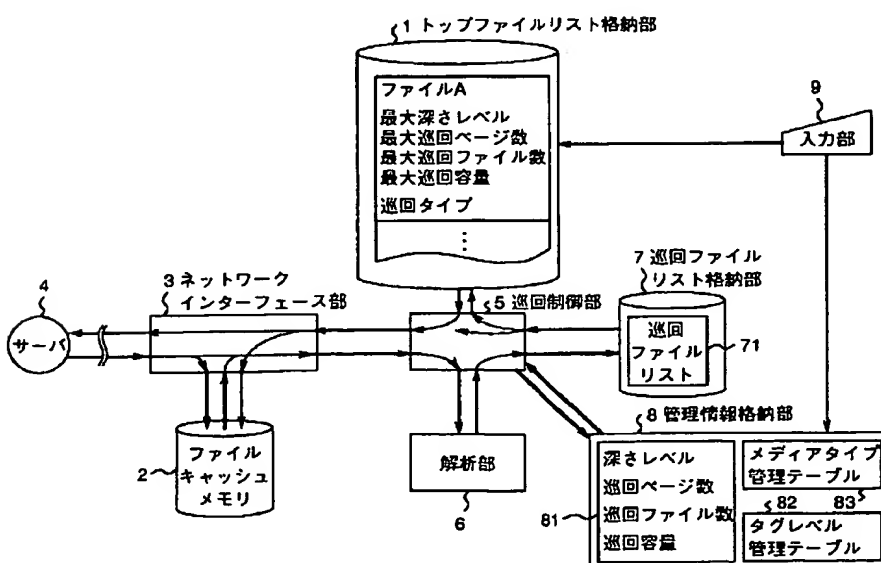 1 トップファイルリスト格納部
ファイルA
最大深さレベル
最大巡回ページ数
最大巡回ファイル数
最大巡回容量
巡回タイプ
⋮
9
入力部
7 巡回ファイル
リスト格納部
巡回
ファイル
リスト
71
4
サーバ
3 ネットワーク
インターフェース部
5 巡回制御部
2
ファイル
キャッシュ
メモリ
解析部
6
8 管理情報格納部
深さレベル
巡回ページ数
巡回ファイル数
巡回容量
81
メディアタイプ
管理テーブル
82 83
タグレベル
管理テーブル